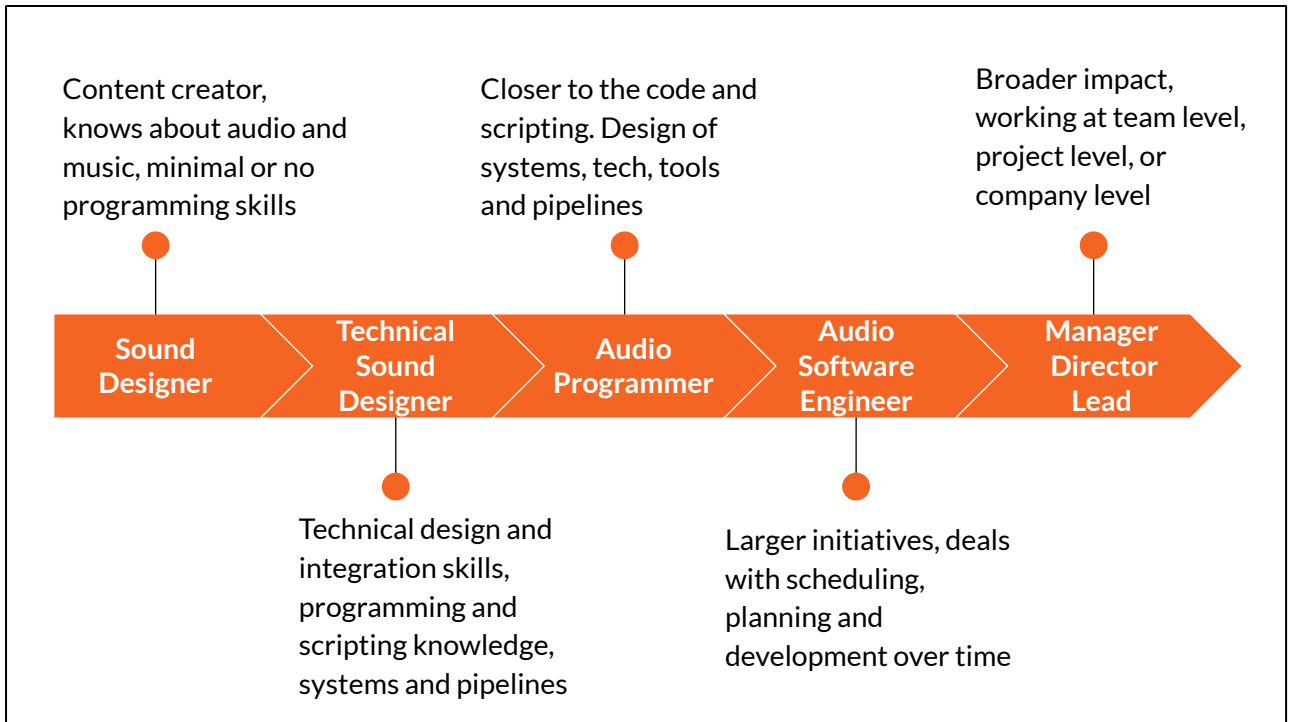 Content creator,
knows about audio and
music, minimal or no
programming skills
Closer to the code and
scripting. Design of
systems, tech, tools
and pipelines
Broader impact,
working at team level,
project level, or
company level
Sound
Designer
Technical
Sound
Designer
Audio
Programmer
Audio
Software
Engineer
Manager
Director
Lead
Technical design and
integration skills,
programming and
scripting knowledge,
systems and pipelines
Larger initiatives, deals
with scheduling,
planning and
development over time